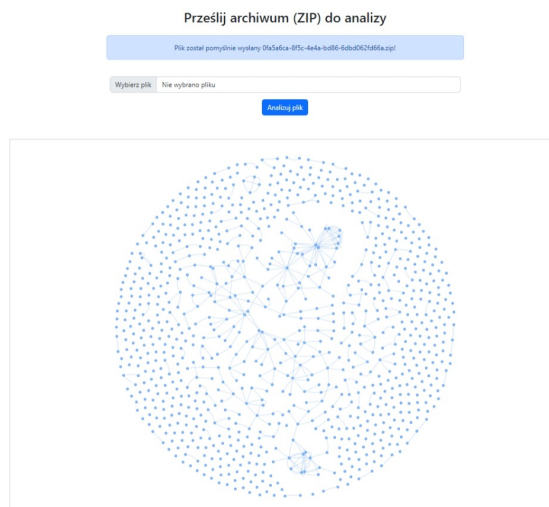 Prześlij archiwum (ZIP) do analizy
Plik został pomyślnie wysłany 0fa5a6ca-8f5c-4e4a-bd86-6dbd062fd66a.zip!
Wybierz plik Nie wybrano pliku
Analizuj plik